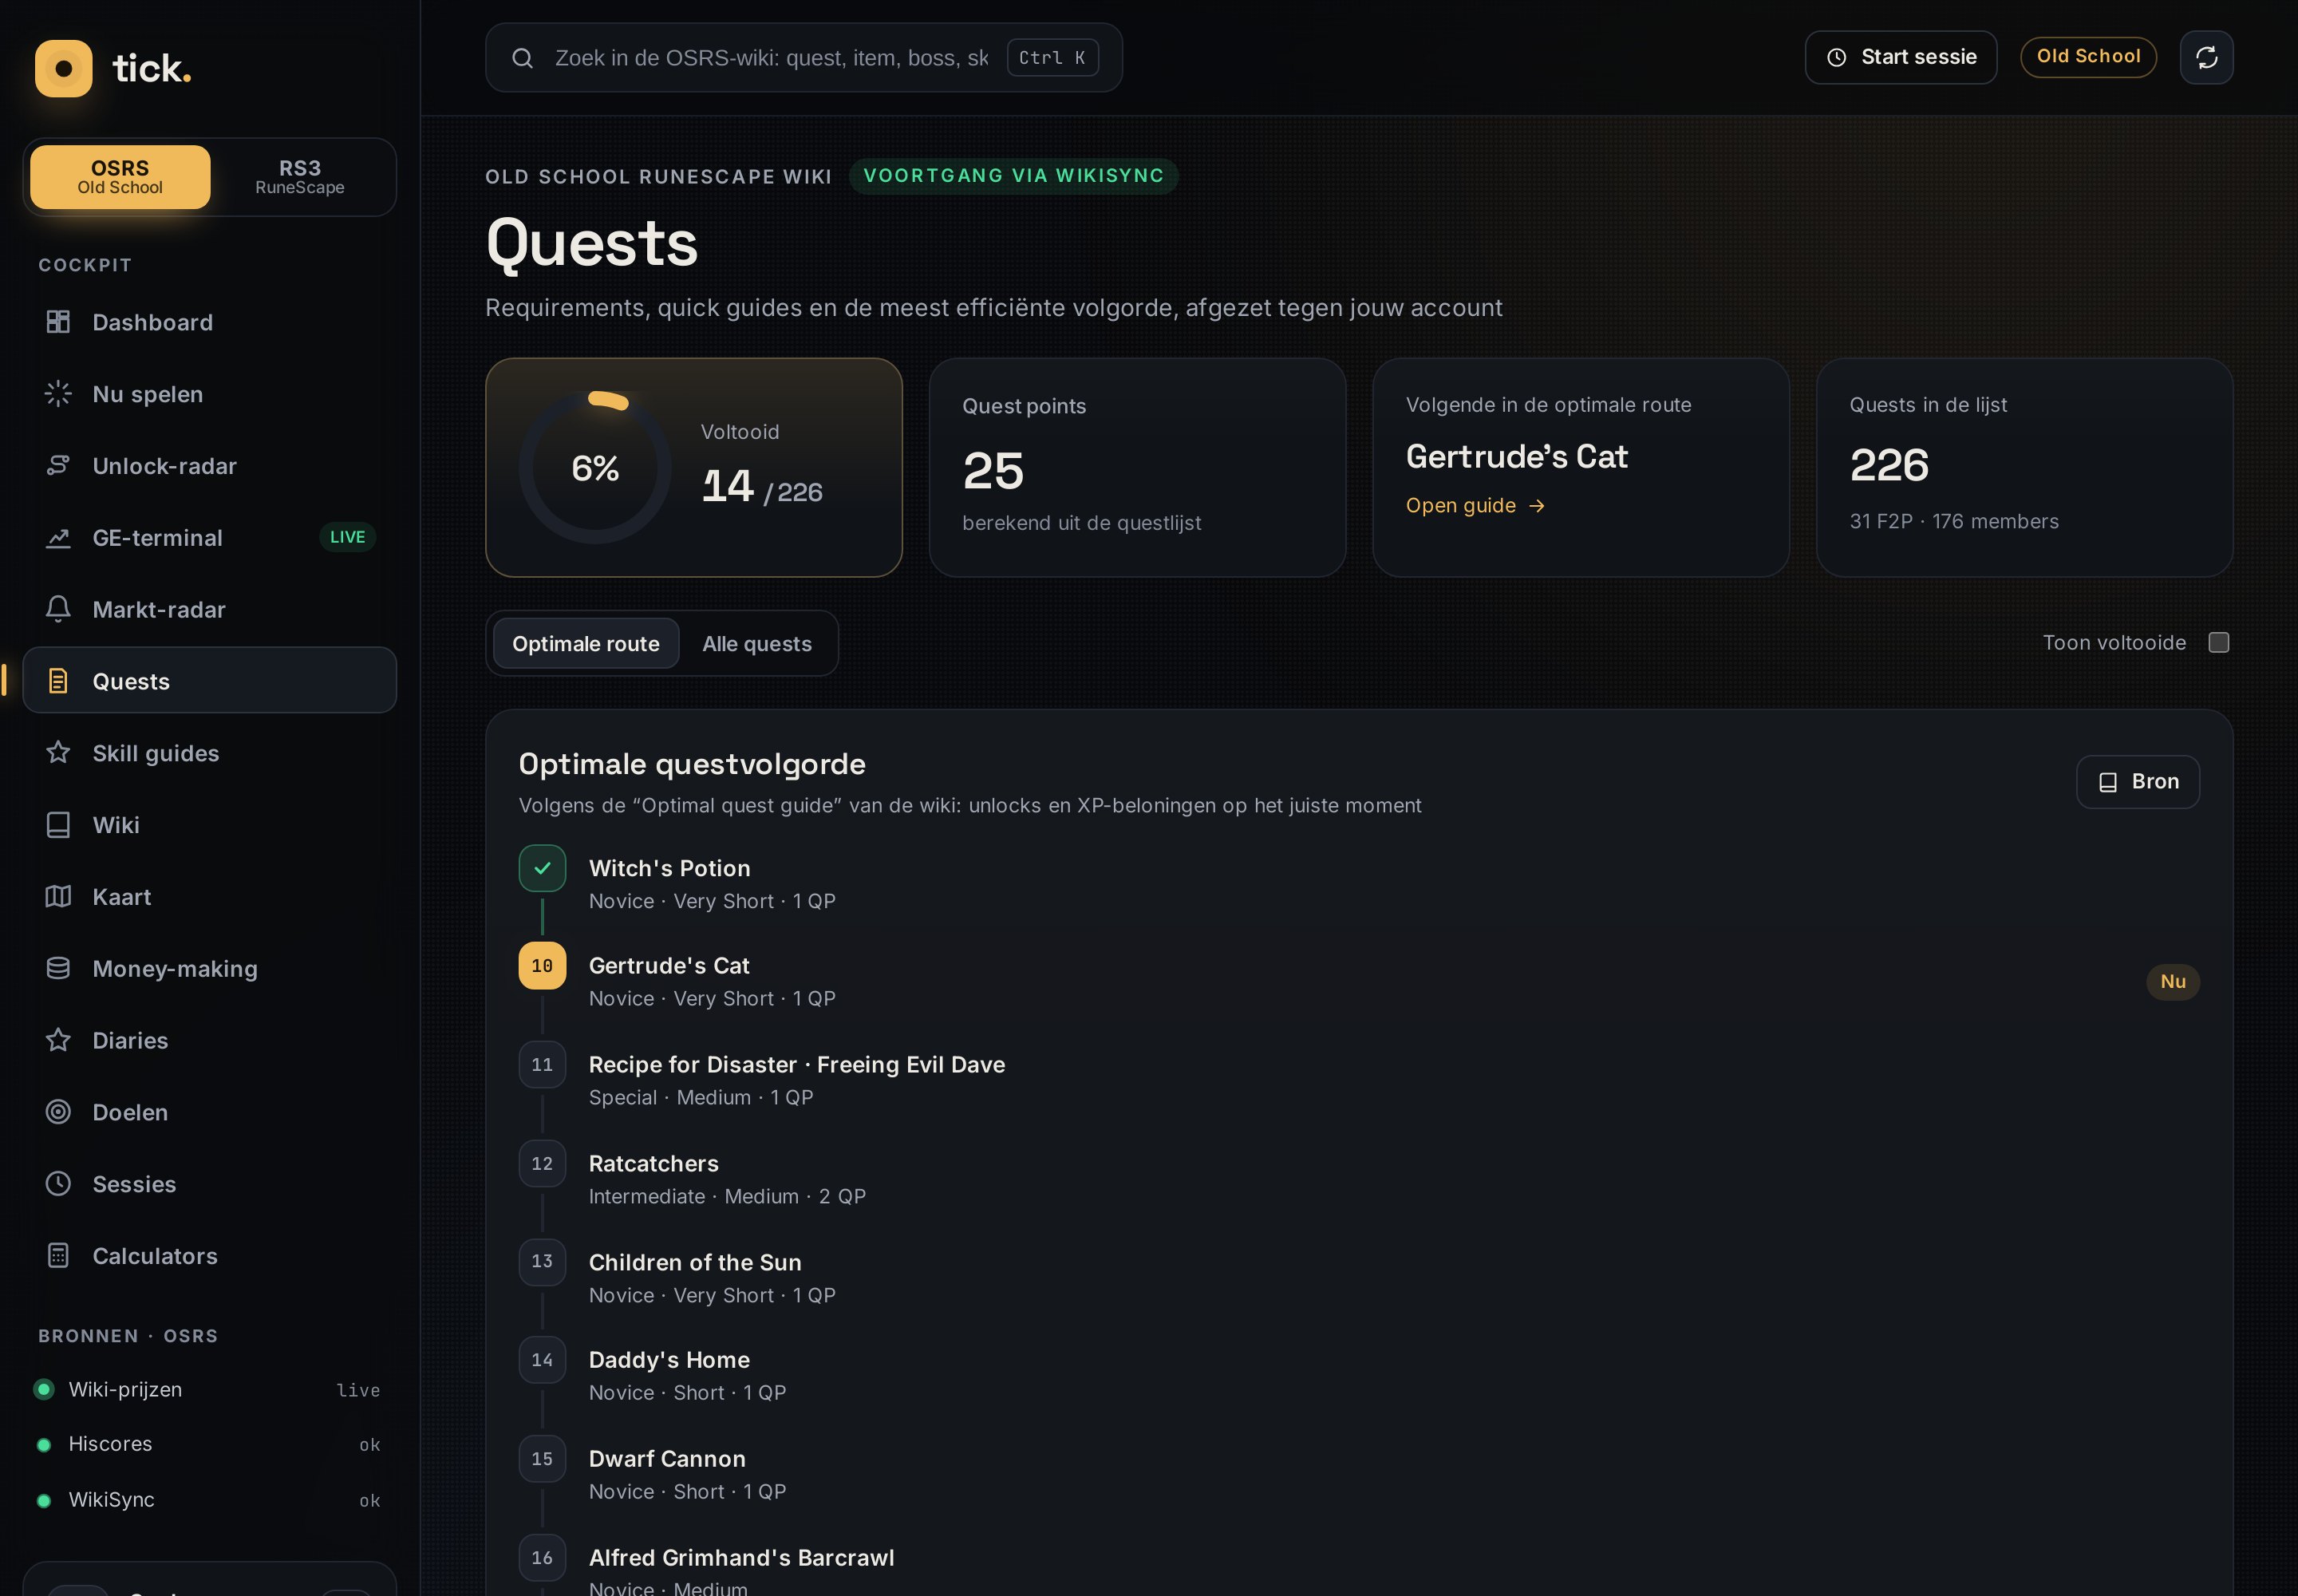 tick.
OSRS
Old School
RS3
RuneScape
COCKPIT
Dashboard
Nu spelen
Unlock-radar
GE-terminal
LIVE
Markt-radar
Quests
Skill guides
Wiki
Kaart
Money-making
Diaries
Doelen
Sessies
Calculators
BRONNEN · OSRS
Wiki-prijzen live
Hiscores ok
WikiSync ok
Zoek in de OSRS-wiki: quest, item, boss, sk
Ctrl K
Start sessie
Old School
OLD SCHOOL RUNESCAPE WIKI
VOORTGANG VIA WIKISYNC
Quests
Requirements, quick guides en de meest efficiënte volgorde, afgezet tegen jouw account
6%
Voltooid
14 / 226
Quest points
25
berekend uit de questlijst
Volgende in de optimale route
Gertrude’s Cat
Open guide →
Quests in de lijst
226
31 F2P · 176 members
Optimale route
Alle quests
Toon voltooide
Optimale questvolgorde
Volgens de “Optimal quest guide” van de wiki: unlocks en XP-beloningen op het juiste moment
Bron
Witch's Potion
Novice · Very Short · 1 QP
10
Gertrude's Cat
Novice · Very Short · 1 QP
Nu
11
Recipe for Disaster · Freeing Evil Dave
Special · Medium · 1 QP
12
Ratcatchers
Intermediate · Medium · 2 QP
13
Children of the Sun
Novice · Very Short · 1 QP
14
Daddy's Home
Novice · Short · 1 QP
15
Dwarf Cannon
Novice · Short · 1 QP
16
Alfred Grimhand's Barcrawl
Novice · Medium